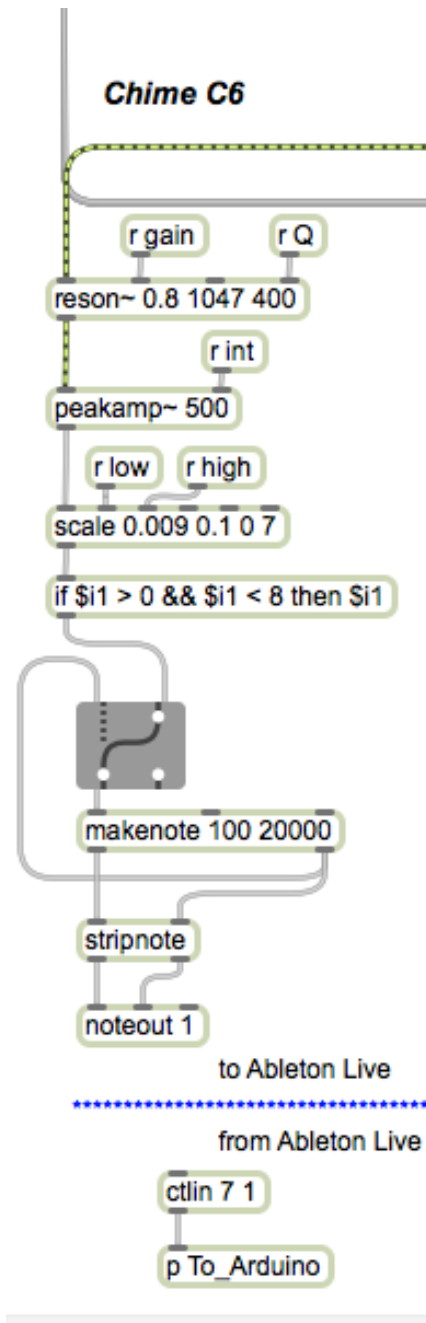 Chime C6
r gain
r Q
reson~ 0.8 1047 400
r int
peakamp~ 500
r low
r high
scale 0.009 0.1 0 7
if $i1 > 0 && $i1 < 8 then $i1
makenote 100 20000
stripnote
noteout 1
to Ableton Live
**********************************
from Ableton Live
ctlin 7 1
p To_Arduino